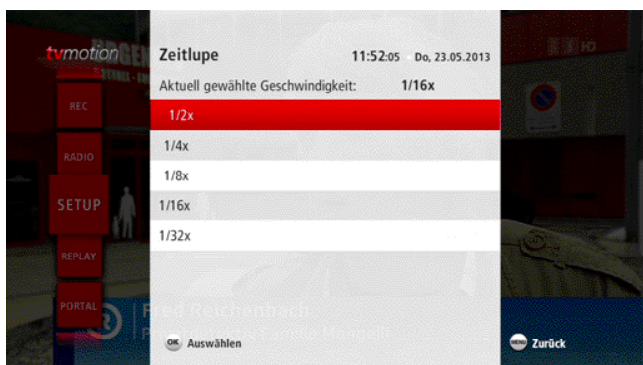 tvmotion
Zeitlupe 11:52:05 Do, 23.05.2013
Aktuell gewählte Geschwindigkeit: 1/16x
REC
1/2x
1/4x
RADIO
1/8x
SETUP
1/16x
1/32x
REPLAY
PORTAL
Fred Reichenbach
OK Auswählen
MENU Zurück